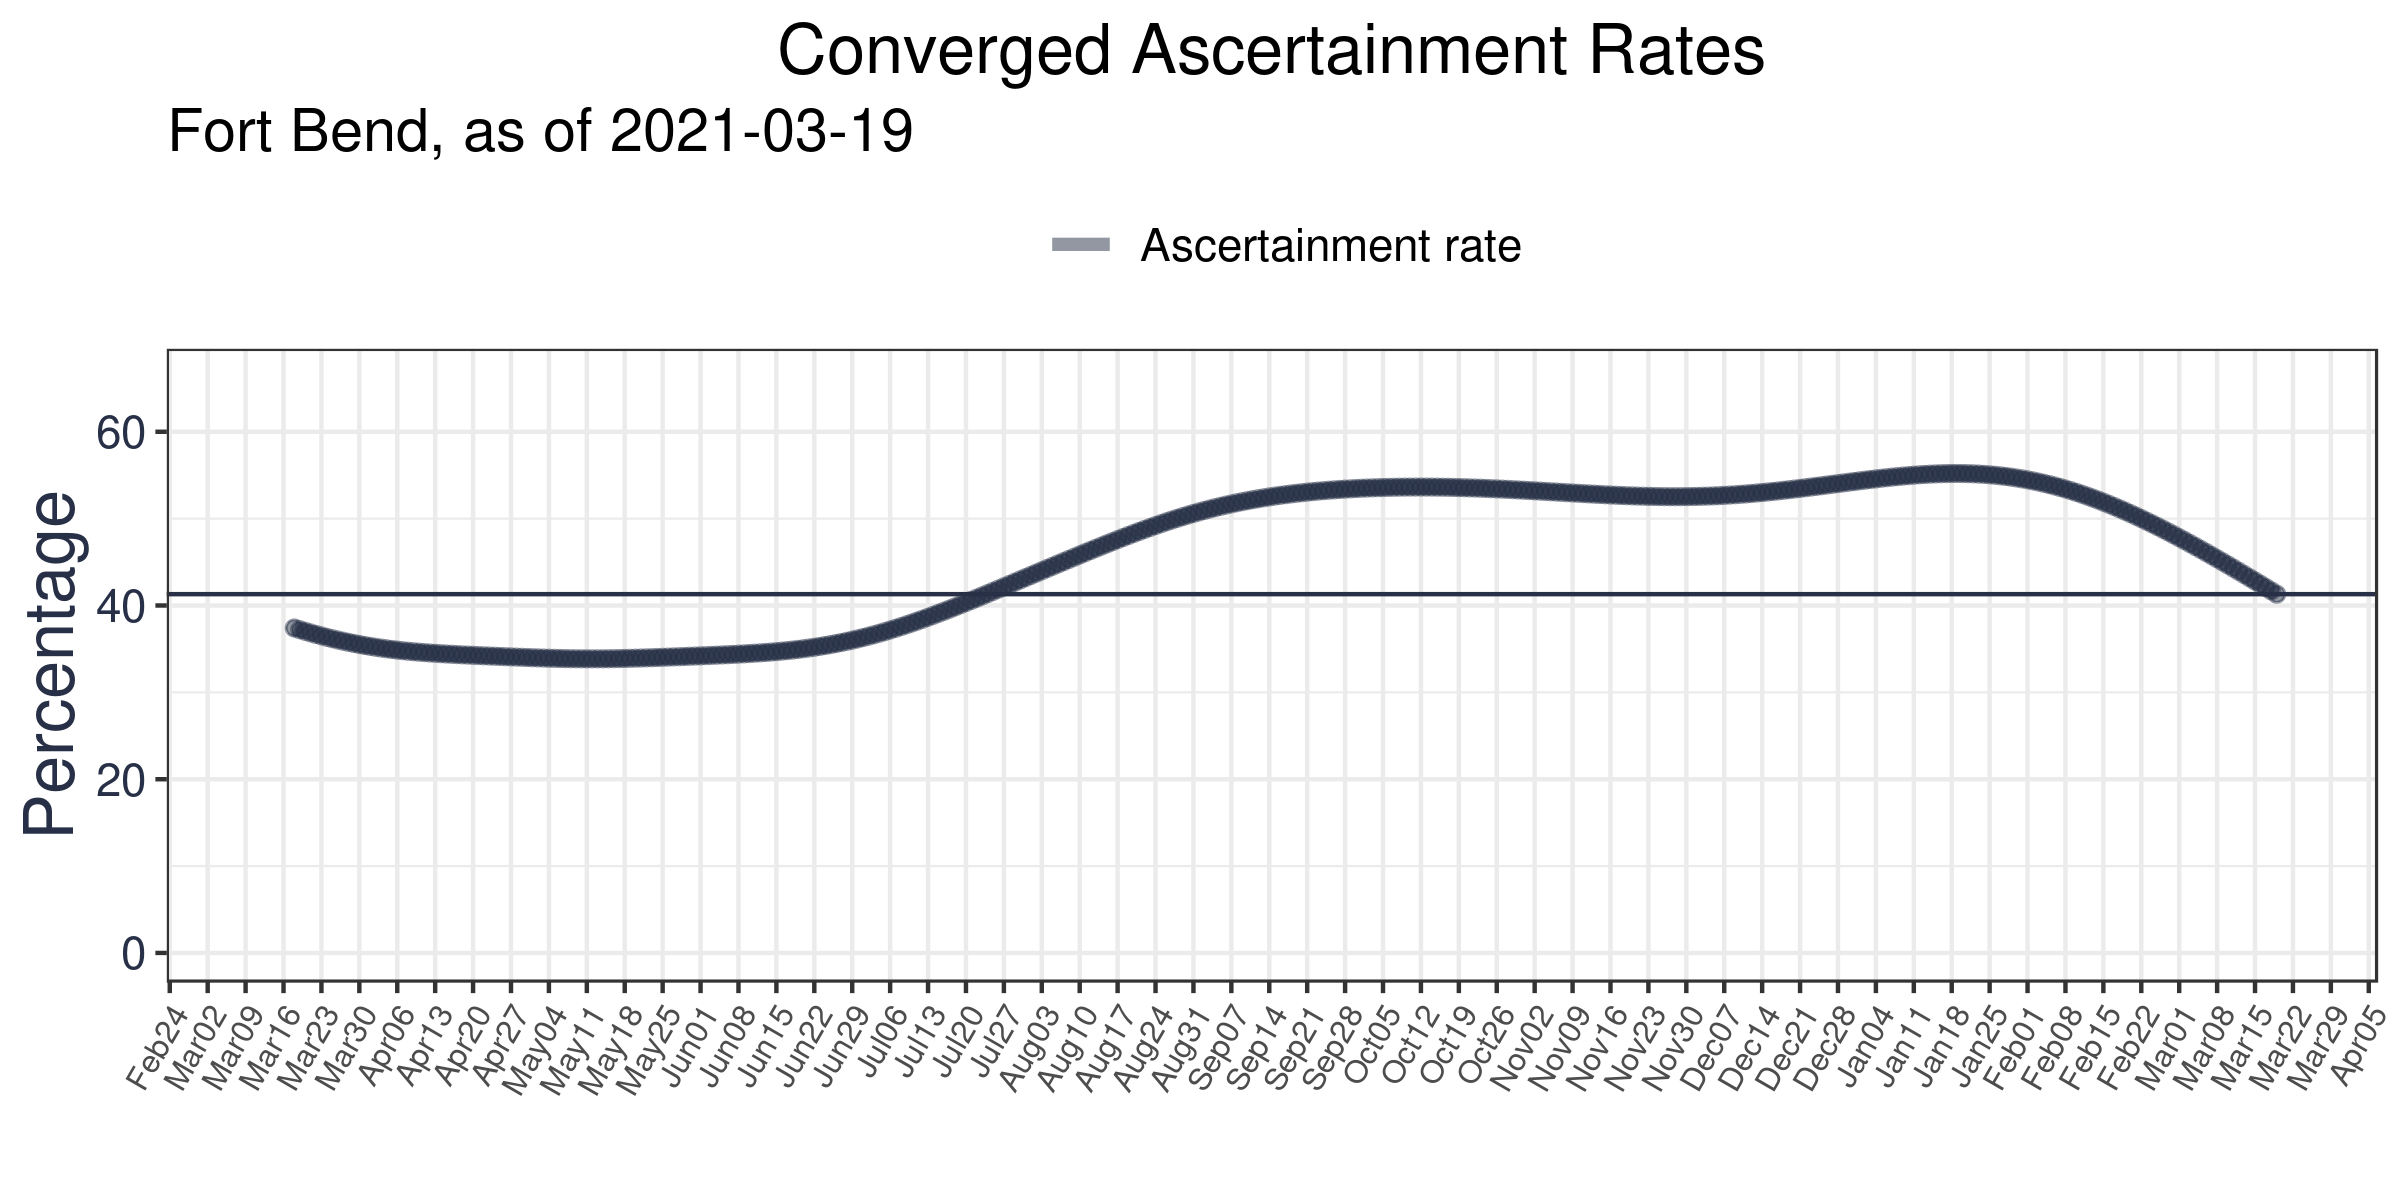 Converged Ascertainment Rates
Fort Bend, as of 2021-03-19
Ascertainment rate
Percentage
60
40
20
0
Feb24 Mar02 Mar09 Mar16 Mar23 Mar30 Apr06 Apr13 Apr20 Apr27 May04 May11 May18 May25 Jun01 Jun08 Jun15 Jun22 Jun29 Jul06 Jul13 Jul20 Jul27 Aug03 Aug10 Aug17 Aug24 Aug31 Sep07 Sep14 Sep21 Sep28 Oct05 Oct12 Oct19 Oct26 Nov02 Nov09 Nov16 Nov23 Nov30 Dec07 Dec14 Dec21 Dec28 Jan04 Jan11 Jan18 Jan25 Feb01 Feb08 Feb15 Feb22 Mar01 Mar08 Mar15 Mar22 Mar29 Apr05